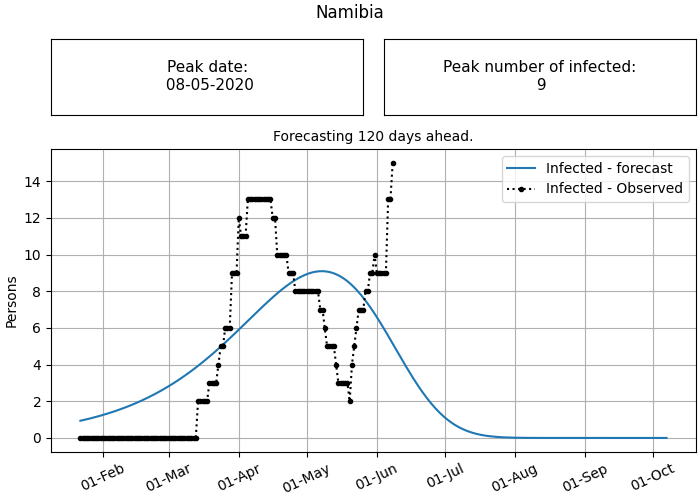 Namibia
Peak date:
08-05-2020
Peak number of infected:
9
Forecasting 120 days ahead.
Infected - forecast
Infected - Observed
Persons
14
12
10
8
6
4
2
0
01-Feb
01-Mar
01-Apr
01-May
01-Jun
01-Jul
01-Aug
01-Sep
01-Oct